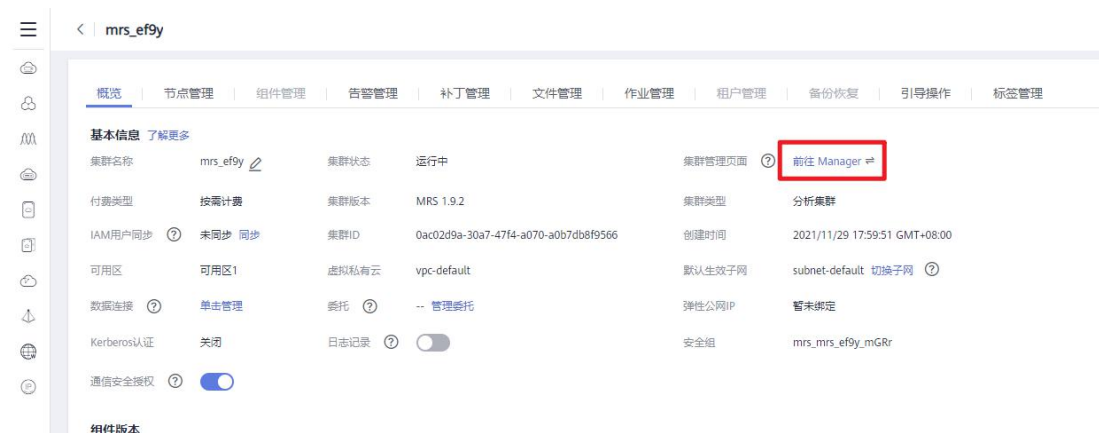 mrs_ef9y
概览 节点管理 组件管理 告警管理 补丁管理 文件管理 作业管理 租户管理 备份恢复 引导操作 标签管理
基本信息 了解更多
集群名称 mrs_ef9y 集群状态 运行中 集群管理页面 ? 前往 Manager
付费类型 按需计费 集群版本 MRS 1.9.2 集群类型 分析集群
IAM用户同步 ? 未同步 同步 集群ID 0ac02d9a-30a7-47f4-a070-a0b7db8f9566 创建时间 2021/11/29 17:59:51 GMT+08:00
可用区 可用区1 虚拟私有云 vpc-default 默认生效子网 subnet-default 切换子网 ?
数据连接 ? 单击管理 委托 ? -- 管理委托 弹性公网IP 暂未绑定
Kerberos认证 关闭 日志记录 ? 安全组 mrs_mrs_ef9y_mGRr
通信安全授权 ?
组件版本